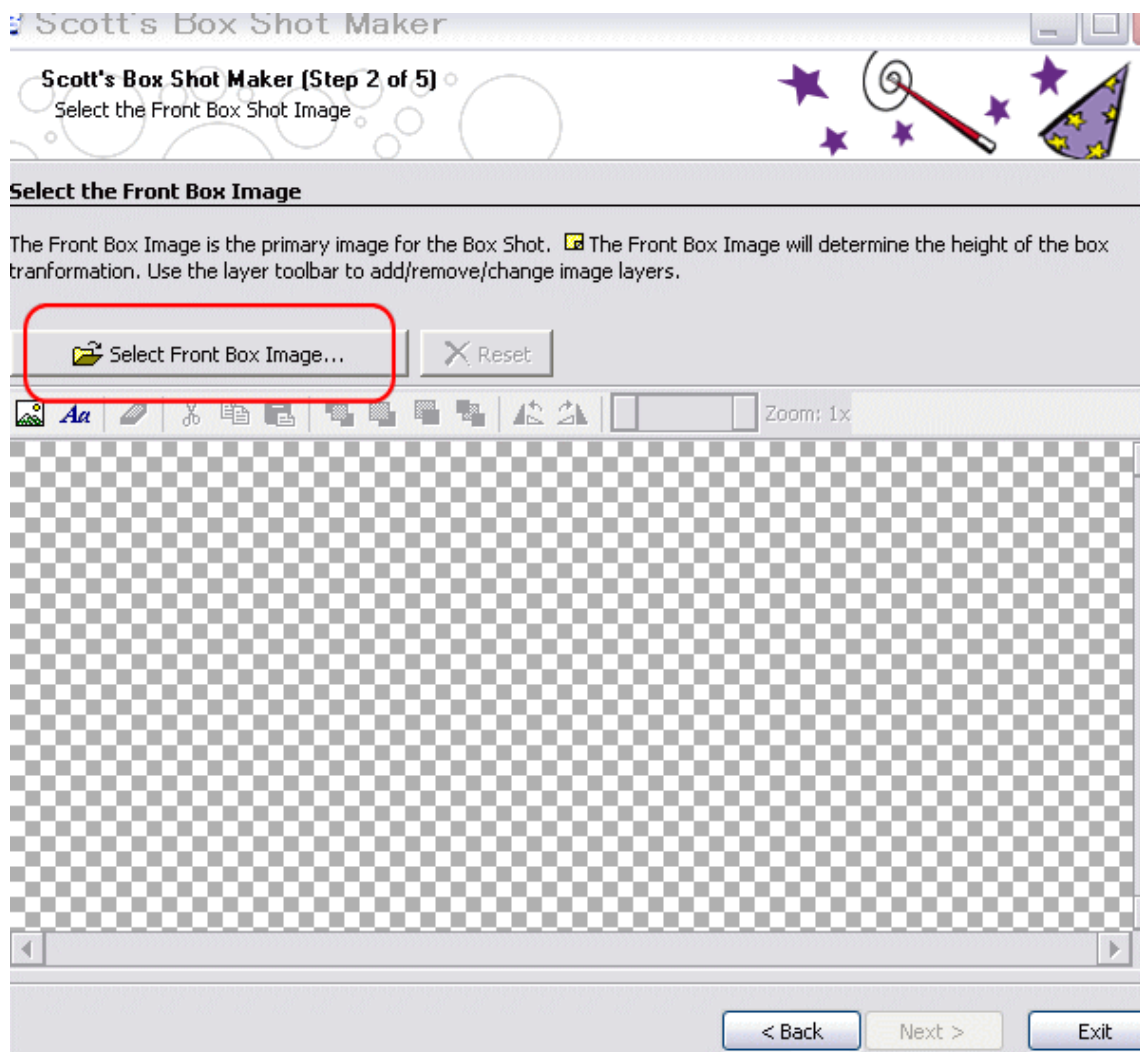 Scott's Box Shot Maker
Scott's Box Shot Maker (Step 2 of 5)
Select the Front Box Shot Image
Select the Front Box Image
The Front Box Image is the primary image for the Box Shot. The Front Box Image will determine the height of the box
tranformation. Use the layer toolbar to add/remove/change image layers.
Select Front Box Image... Reset
Aa Zoom: 1x
< Back Next > Exit